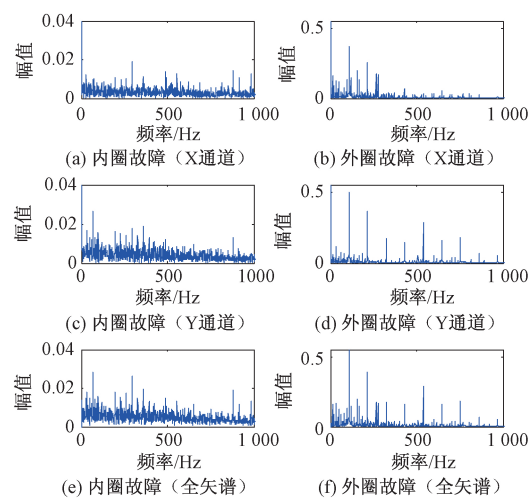 幅值
0.04
0.02
0
0
500
1 000
频率/Hz
(a) 内圈故障（X通道）
幅值
0.5
0
0
500
1 000
频率/Hz
(b) 外圈故障（X通道）
幅值
0.04
0.02
0
0
500
1 000
频率/Hz
(c) 内圈故障（Y通道）
幅值
0.5
0
0
500
1 000
频率/Hz
(d) 外圈故障（Y通道）
幅值
0.04
0.02
0
0
500
1 000
频率/Hz
(e) 内圈故障（全矢谱）
幅值
0.5
0
0
500
1 000
频率/Hz
(f) 外圈故障（全矢谱）